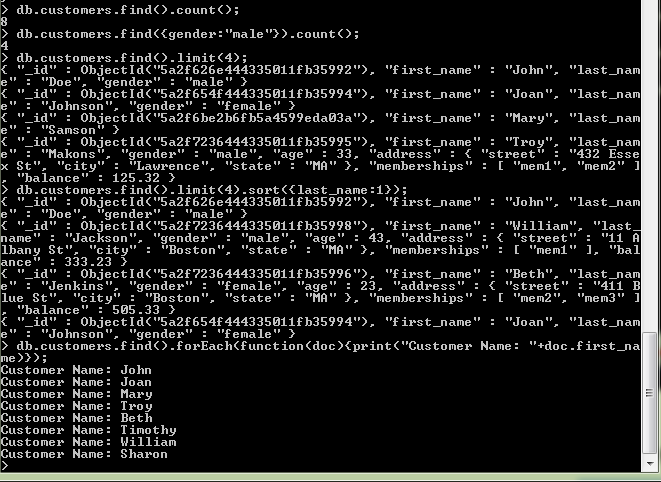 > db.customers.find().count();
8
> db.customers.find({gender:"male"}).count();
4
> db.customers.find().limit(4);
{ "_id" : ObjectId("5a2f626e444335011fb35992"), "first_name" : "John", "last_nam
e" : "Doe", "gender" : "male" }
{ "_id" : ObjectId("5a2f654f444335011fb35994"), "first_name" : "Joan", "last_nam
e" : "Johnson", "gender" : "female" }
{ "_id" : ObjectId("5a2f6be2b6fb5a4599eda03a"), "first_name" : "Mary", "last_nam
e" : "Samson" }
{ "_id" : ObjectId("5a2f7236444335011fb35995"), "first_name" : "Troy", "last_nam
e" : "Makons", "gender" : "male", "age" : 33, "address" : { "street" : "432 Esse
x St", "city" : "Lawrence", "state" : "MA" }, "memberships" : [ "mem1", "mem2" ]
, "balance" : 125.32 }
> db.customers.find().limit(4).sort({last_name:1});
{ "_id" : ObjectId("5a2f626e444335011fb35992"), "first_name" : "John", "last_nam
e" : "Doe", "gender" : "male" }
{ "_id" : ObjectId("5a2f7236444335011fb35998"), "first_name" : "William", "last_
name" : "Jackson", "gender" : "male", "age" : 43, "address" : { "street" : "11 A
lbany St", "city" : "Boston", "state" : "MA" }, "memberships" : [ "mem1" ], "bal
ance" : 333.23 }
{ "_id" : ObjectId("5a2f7236444335011fb35996"), "first_name" : "Beth", "last_nam
e" : "Jenkins", "gender" : "female", "age" : 23, "address" : { "street" : "411 B
lue St", "city" : "Boston", "state" : "MA" }, "memberships" : [ "mem2", "mem3" ]
, "balance" : 505.33 }
{ "_id" : ObjectId("5a2f654f444335011fb35994"), "first_name" : "Joan", "last_nam
e" : "Johnson", "gender" : "female" }
> db.customers.find().forEach(function(doc){print("Customer Name: "+doc.first_na
me)});
Customer Name: John
Customer Name: Joan
Customer Name: Mary
Customer Name: Troy
Customer Name: Beth
Customer Name: Timothy
Customer Name: William
Customer Name: Sharon
>